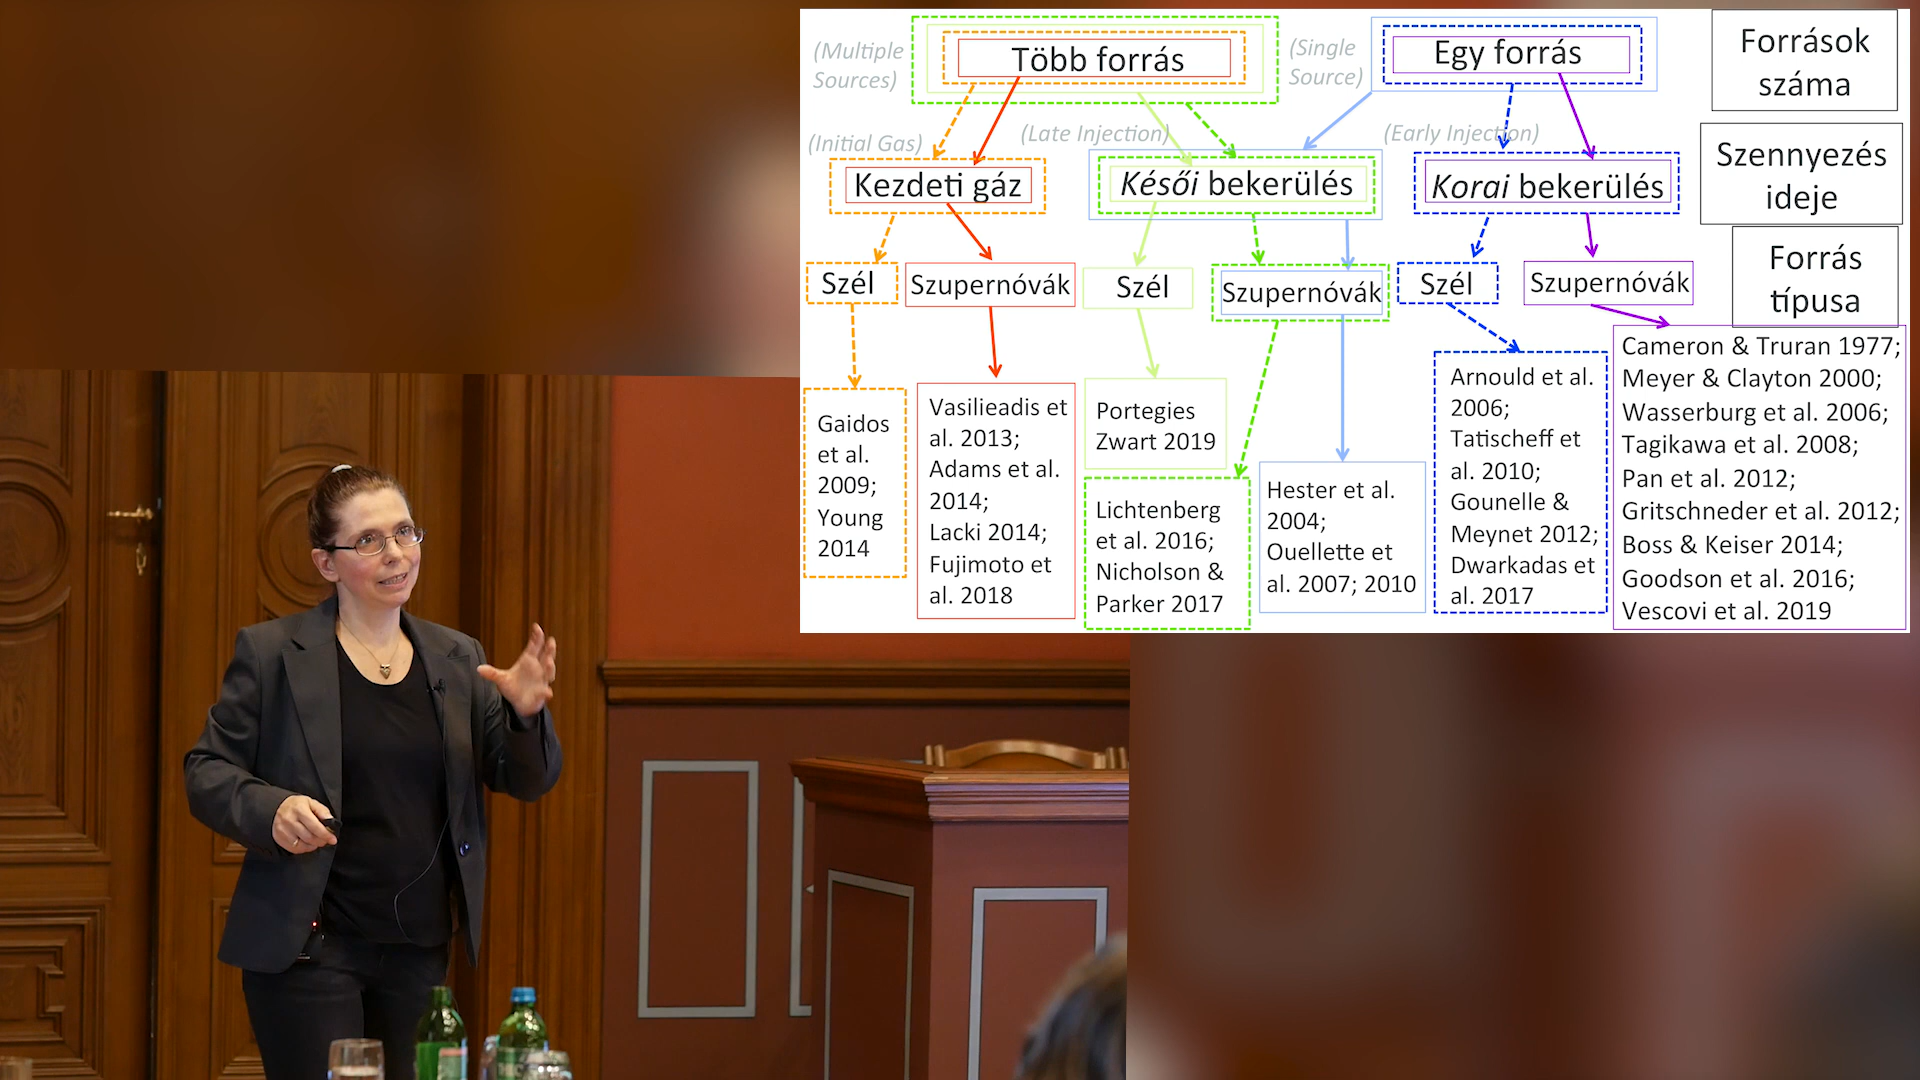 (Multiple
Sources)
Több forrás
(Single
Source)
Egy forrás
Források
száma
(Initial Gas)
(Late Injection)
(Early Injection)
Kezdeti gáz
Késői bekerülés
Korai bekerülés
Szennyezés
ideje
Szél
Szupernóvák
Szél
Szupernóvák
Szél
Szupernóvák
Forrás
típusa
Gaidos
et al.
2009;
Young
2014
Vasilieadis et
al. 2013;
Adams et al.
2014;
Lacki 2014;
Fujimoto et
al. 2018
Portegies
Zwart 2019
Lichtenberg
et al. 2016;
Nicholson &
Parker 2017
Hester et al.
2004;
Ouellette et
al. 2007; 2010
Arnould et al.
2006;
Tatischeff et
al. 2010;
Gounelle &
Meynet 2012;
Dwarkadas et
al. 2017
Cameron & Truran 1977;
Meyer & Clayton 2000;
Wasserburg et al. 2006;
Tagikawa et al. 2008;
Pan et al. 2012;
Gritschneder et al. 2012;
Boss & Keiser 2014;
Goodson et al. 2016;
Vescovi et al. 2019